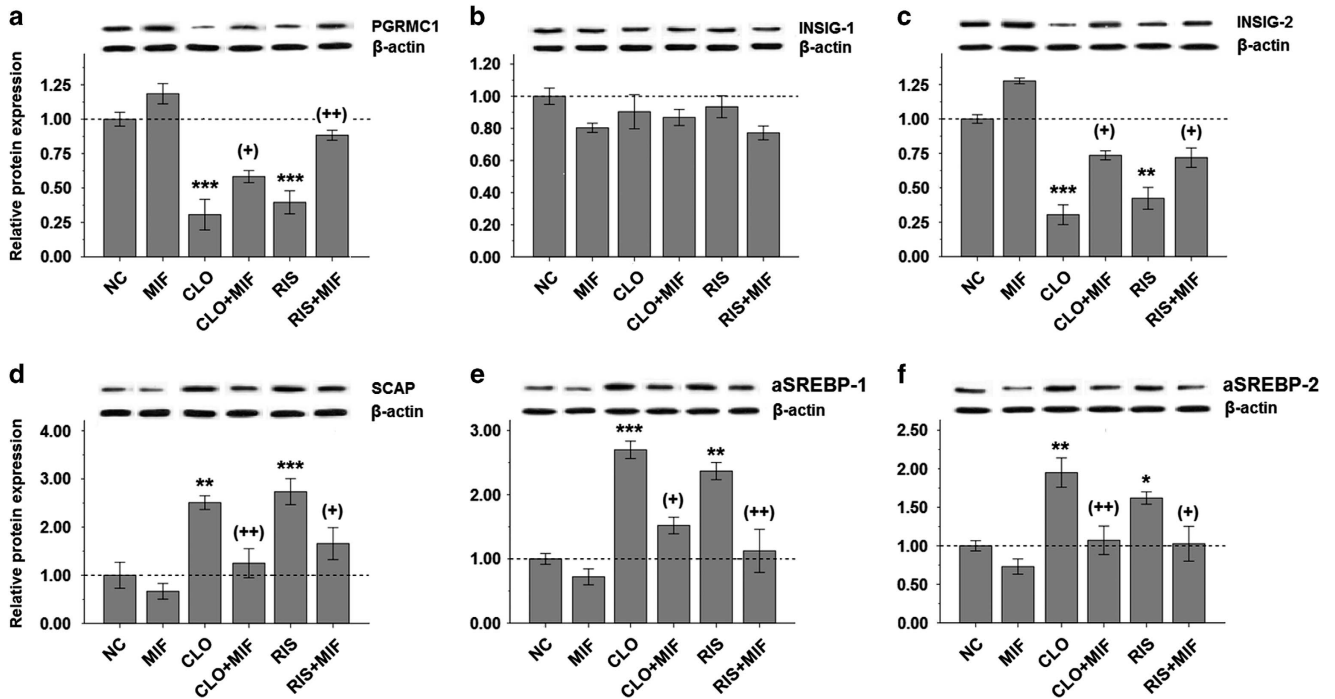 a
PGRMC1
β-actin
Relative protein expression
1.25
1.00
0.75
0.50
0.25
0.00
***
(+)
***
(++)
NC
MIF
CLO
CLO+MIF
RIS
RIS+MIF
b
INSIG-1
β-actin
1.00
0.80
0.60
0.40
0.20
0.00
NC
MIF
CLO
CLO+MIF
RIS
RIS+MIF
c
INSIG-2
β-actin
1.25
1.00
0.75
0.50
0.25
0.00
***
(+)
**
(+)
NC
MIF
CLO
CLO+MIF
RIS
RIS+MIF
d
SCAP
β-actin
Relative protein expression
4.00
3.00
2.00
1.00
0.00
**
(++)
***
(+)
NC
MIF
CLO
CLO+MIF
RIS
RIS+MIF
e
aSREBP-1
β-actin
3.00
2.00
1.00
0.00
***
(+)
**
(++)
NC
MIF
CLO
CLO+MIF
RIS
RIS+MIF
f
aSREBP-2
β-actin
2.50
2.00
1.50
1.00
0.50
0.00
**
(++)
*
(+)
NC
MIF
CLO
CLO+MIF
RIS
RIS+MIF